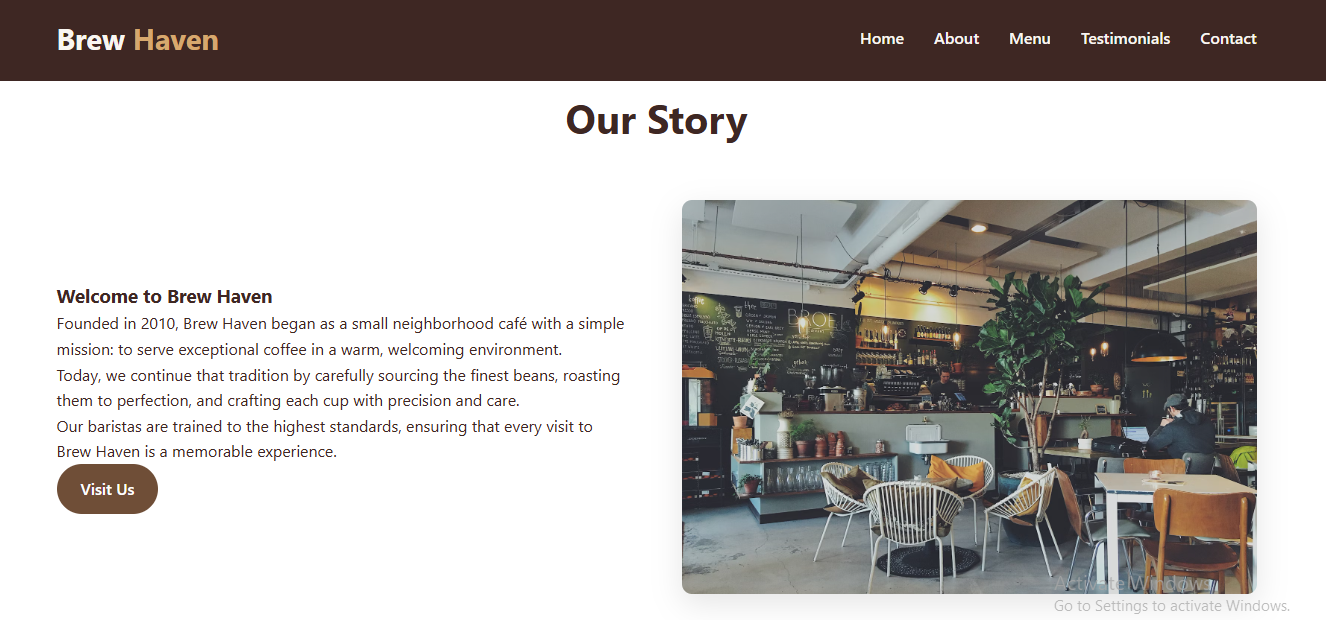 Brew Haven
Home About Menu Testimonials Contact
Our Story
Welcome to Brew Haven
Founded in 2010, Brew Haven began as a small neighborhood café with a simple
mission: to serve exceptional coffee in a warm, welcoming environment.
Today, we continue that tradition by carefully sourcing the finest beans, roasting
them to perfection, and crafting each cup with precision and care.
Our baristas are trained to the highest standards, ensuring that every visit to
Brew Haven is a memorable experience.
Visit Us
BROEI
Activate Windows
Go to Settings to activate Windows.